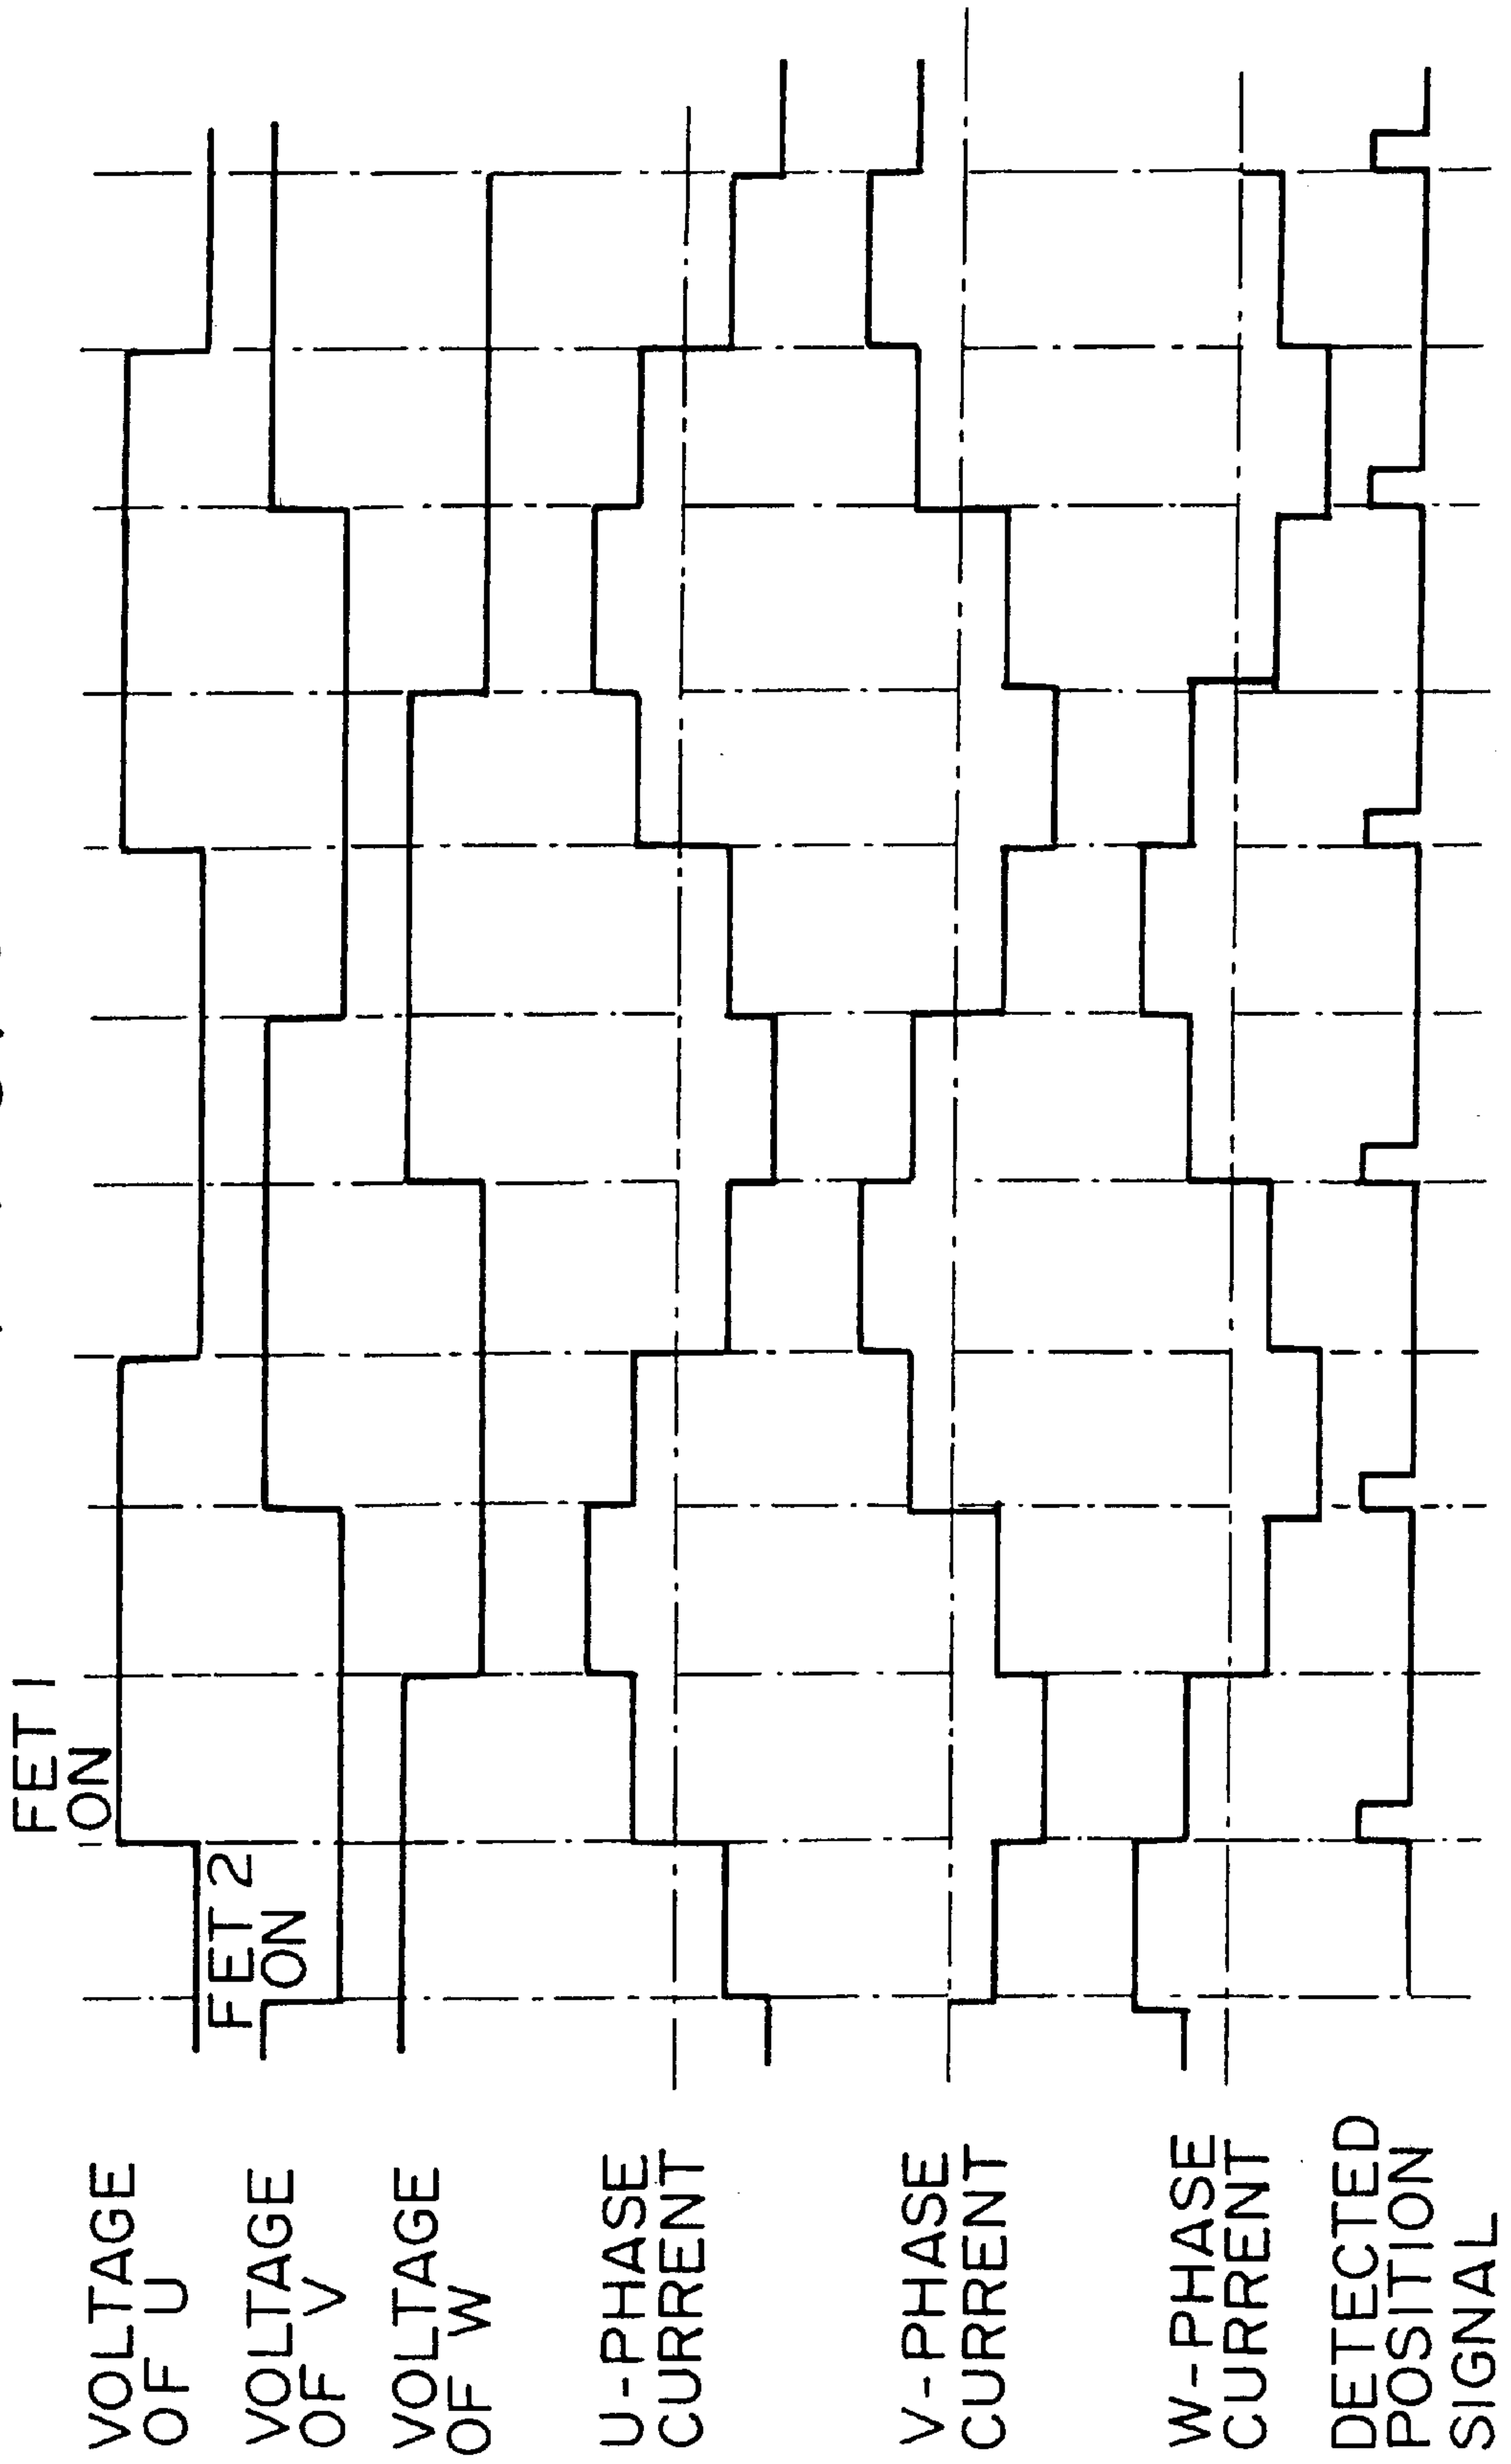 FET 1
ON
FET 2
ON
VOLTAGE
OF U
VOLTAGE
OF V
VOLTAGE
OF W
U-PHASE
CURRENT
V-PHASE
CURRENT
W-PHASE
CURRENT
DETECTED
POSITION
SIGNAL